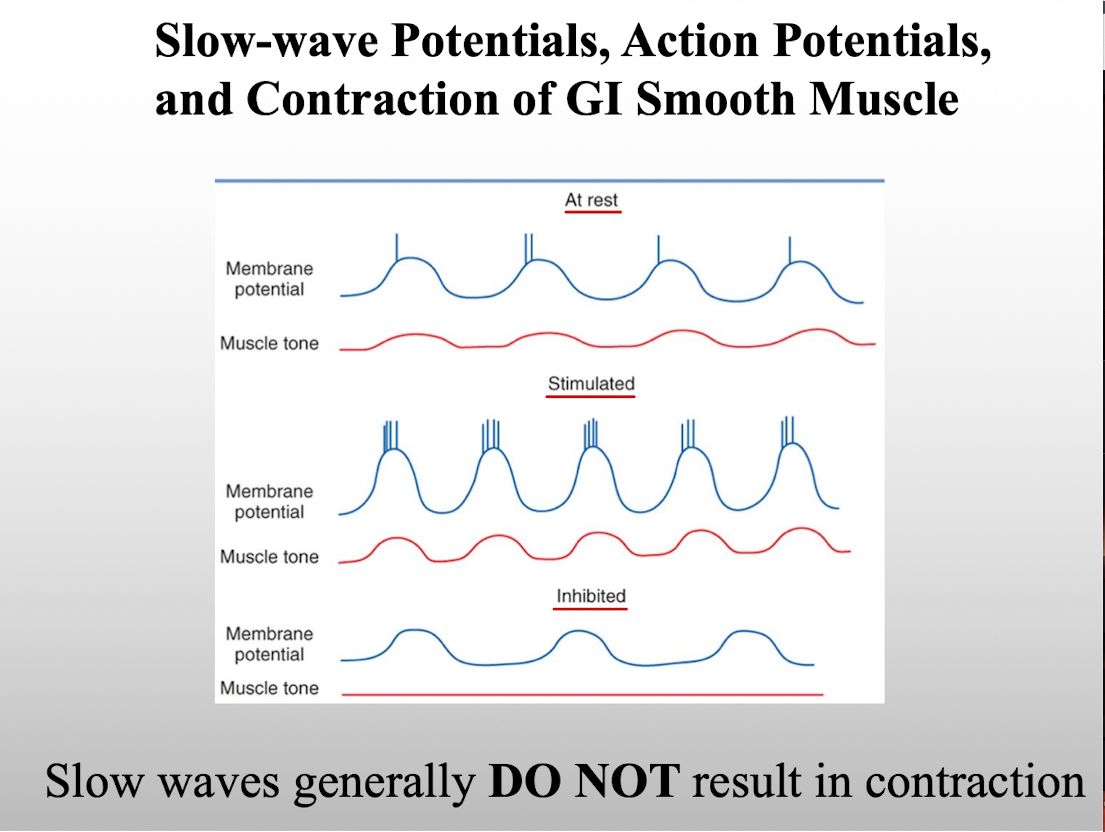 Slow-wave Potentials, Action Potentials,
and Contraction of GI Smooth Muscle
At rest
Membrane
potential
Muscle tone
Stimulated
Membrane
potential
Muscle tone
Inhibited
Membrane
potential
Muscle tone
Slow waves generally DO NOT result in contraction